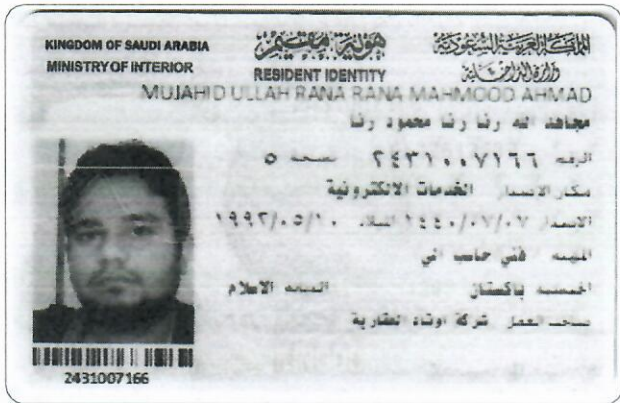 KINGDOM OF SAUDI ARABIA
MINISTRY OF INTERIOR
هوية مقيم
RESIDENT IDENTITY
المملكة العربية السعودية
وزارة الداخلية
MUJAHID ULLAH RANA RANA MAHMOOD AHMAD
مجاهد الله رنا رنا محمود رنا
الرقم ٢٤٣١٠٠٧١٦٦ نسخة ٥
مكان الاصدار الخدمات الالكترونية
الاصدار ١٤٤٠/٠٧/٠٧ الميلاد ١٩٩٢/٠٥/١٠
المهنة فني حاسب الي
الجنسية باكستان الديانة الاسلام
صاحب العمل شركة اوتاد العقارية
2431007166